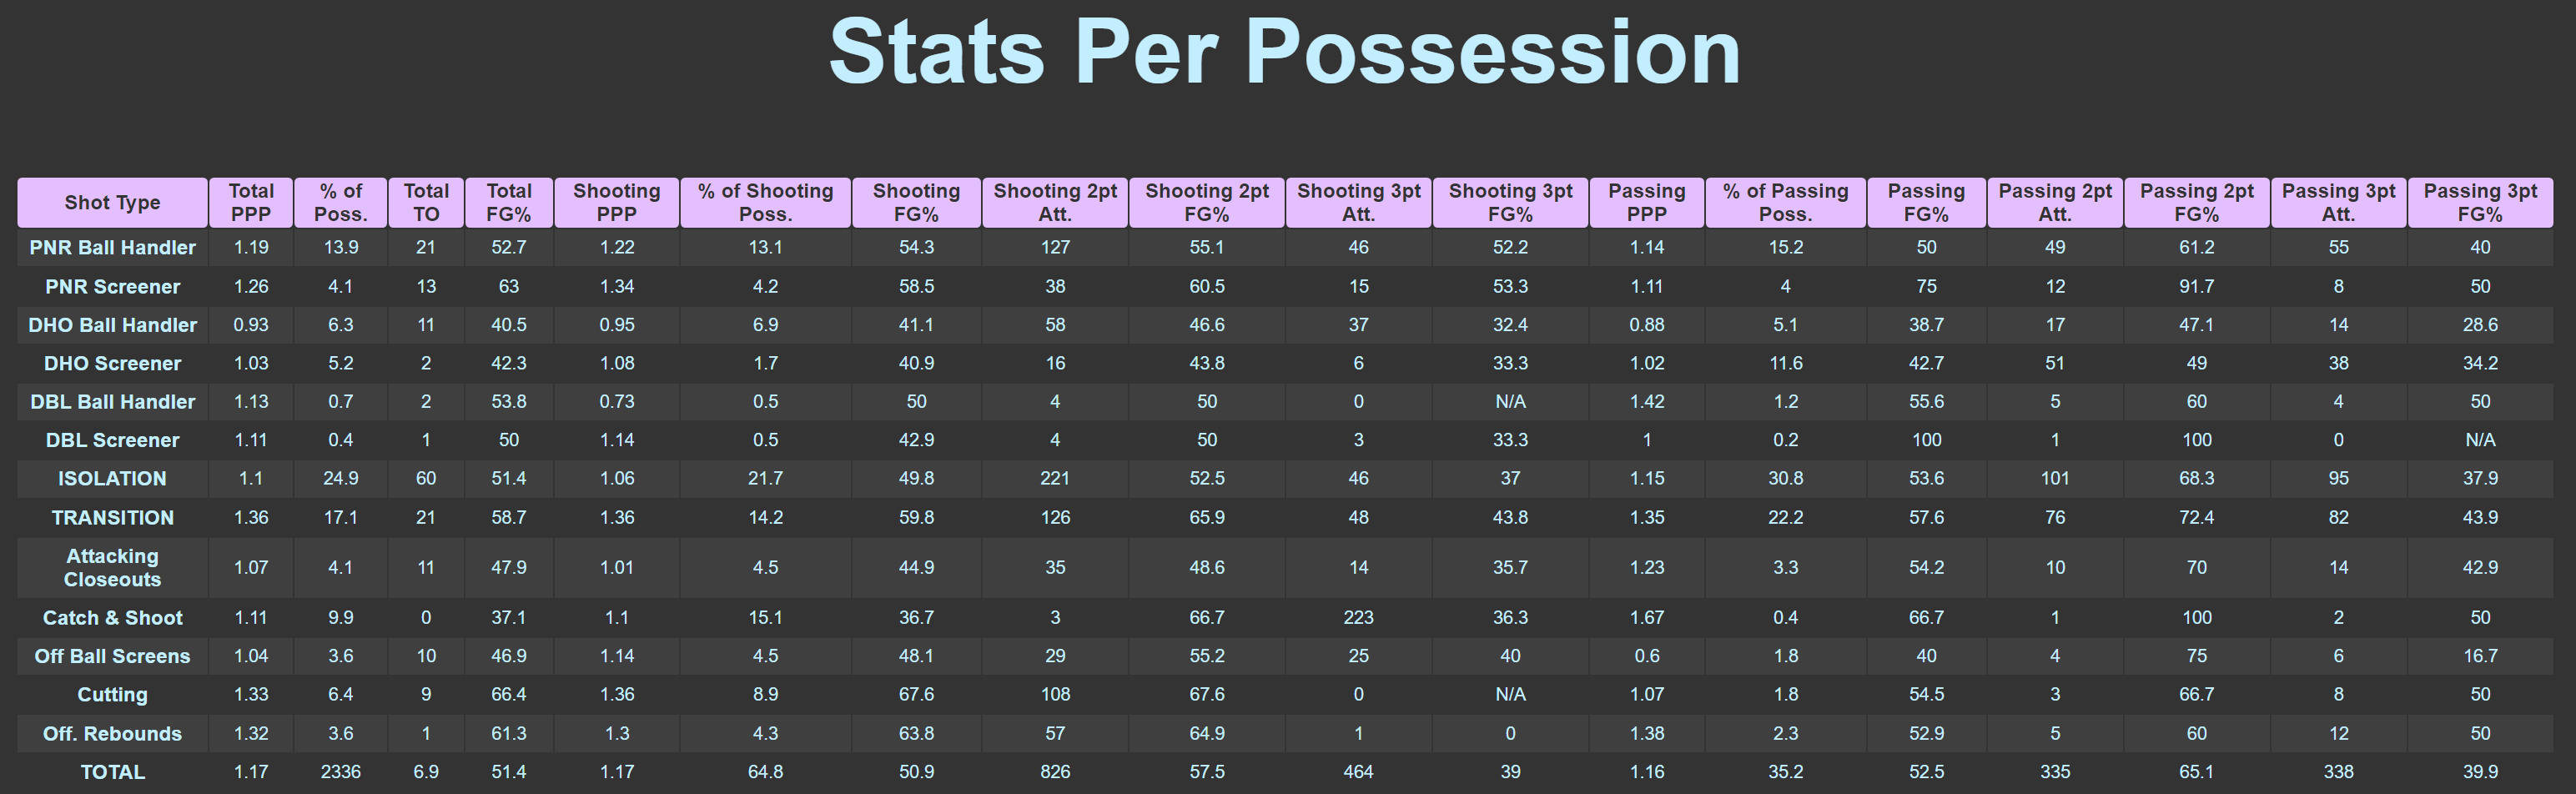 Stats Per Possession
Shot Type Total PPP % of Poss. Total TO Total FG% Shooting PPP % of Shooting Poss. Shooting FG% Shooting 2pt Att. Shooting 2pt FG% Shooting 3pt Att. Shooting 3pt FG% Passing PPP % of Passing Poss. Passing FG% Passing 2pt Att. Passing 2pt FG% Passing 3pt Att. Passing 3pt FG%
PNR Ball Handler 1.19 13.9 21 52.7 1.22 13.1 54.3 127 55.1 46 52.2 1.14 15.2 50 49 61.2 55 40
PNR Screener 1.26 4.1 13 63 1.34 4.2 58.5 38 60.5 15 53.3 1.11 4 75 12 91.7 8 50
DHO Ball Handler 0.93 6.3 11 40.5 0.95 6.9 41.1 58 46.6 37 32.4 0.88 5.1 38.7 17 47.1 14 28.6
DHO Screener 1.03 5.2 2 42.3 1.08 1.7 40.9 16 43.8 6 33.3 1.02 11.6 42.7 51 49 38 34.2
DBL Ball Handler 1.13 0.7 2 53.8 0.73 0.5 50 4 50 0 N/A 1.42 1.2 55.6 5 60 4 50
DBL Screener 1.11 0.4 1 50 1.14 0.5 42.9 4 50 3 33.3 1 0.2 100 1 100 0 N/A
ISOLATION 1.1 24.9 60 51.4 1.06 21.7 49.8 221 52.5 46 37 1.15 30.8 53.6 101 68.3 95 37.9
TRANSITION 1.36 17.1 21 58.7 1.36 14.2 59.8 126 65.9 48 43.8 1.35 22.2 57.6 76 72.4 82 43.9
Attacking Closeouts 1.07 4.1 11 47.9 1.01 4.5 44.9 35 48.6 14 35.7 1.23 3.3 54.2 10 70 14 42.9
Catch & Shoot 1.11 9.9 0 37.1 1.1 15.1 36.7 3 66.7 223 36.3 1.67 0.4 66.7 1 100 2 50
Off Ball Screens 1.04 3.6 10 46.9 1.14 4.5 48.1 29 55.2 25 40 0.6 1.8 40 4 75 6 16.7
Cutting 1.33 6.4 9 66.4 1.36 8.9 67.6 108 67.6 0 N/A 1.07 1.8 54.5 3 66.7 8 50
Off. Rebounds 1.32 3.6 1 61.3 1.3 4.3 63.8 57 64.9 1 0 1.38 2.3 52.9 5 60 12 50
TOTAL 1.17 2336 6.9 51.4 1.17 64.8 50.9 826 57.5 464 39 1.16 35.2 52.5 335 65.1 338 39.9